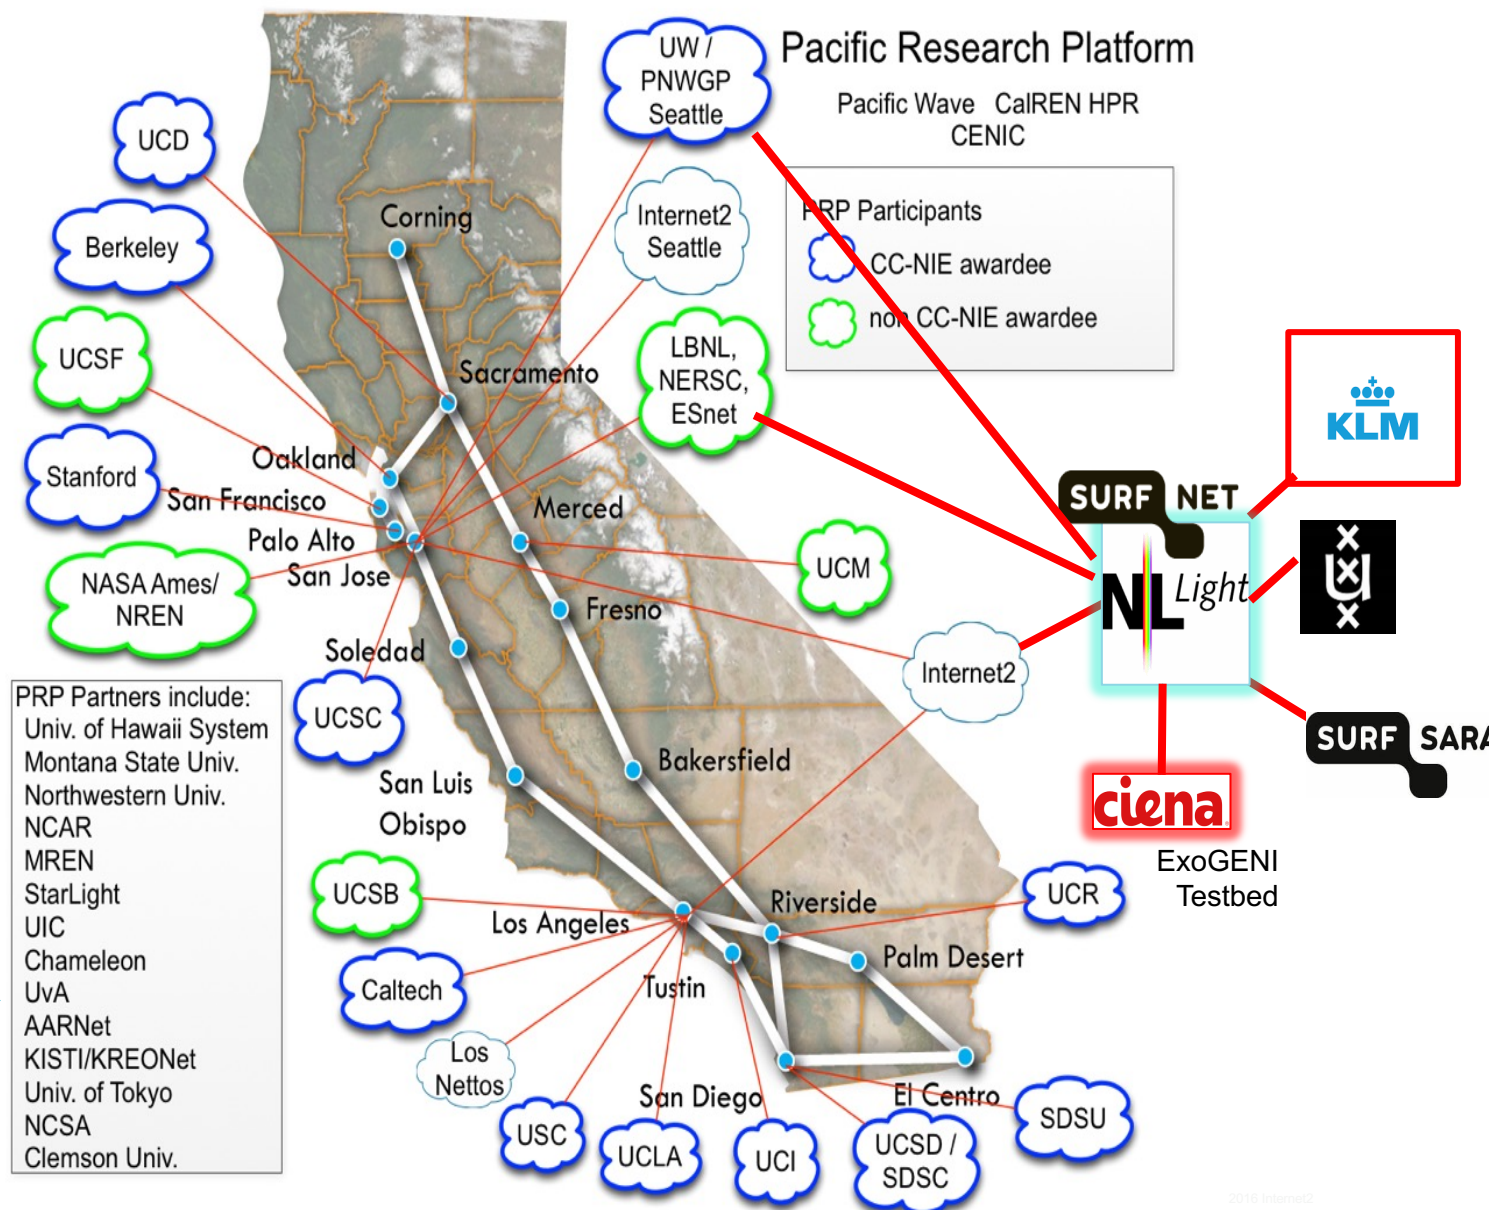 Pacific Research Platform
Pacific Wave CalREN HPR
CENIC
PRP Participants
CC-NIE awardee
non CC-NIE awardee
UW /
PNWGP
Seattle
Internet2
Seattle
LBNL,
NERSC,
ESnet
UCD
Berkeley
UCSF
Stanford
NASA Ames/
NREN
UCSC
UCM
Internet2
UCSB
Caltech
Los
Nettos
USC
UCLA
UCI
UCSD /
SDSC
SDSU
UCR
Corning
Sacramento
Oakland
San Francisco
Palo Alto
San Jose
Merced
Fresno
Soledad
San Luis
Obispo
Bakersfield
Los Angeles
Riverside
Palm Desert
Tustin
San Diego
El Centro
PRP Partners include:
Univ. of Hawaii System
Montana State Univ.
Northwestern Univ.
NCAR
MREN
StarLight
UIC
Chameleon
UvA
AARNet
KISTI/KREONet
Univ. of Tokyo
NCSA
Clemson Univ.
KLM
SURF NET
NL Light
U
SURF SARA
ciena
ExoGENI
Testbed
2015 Internet2